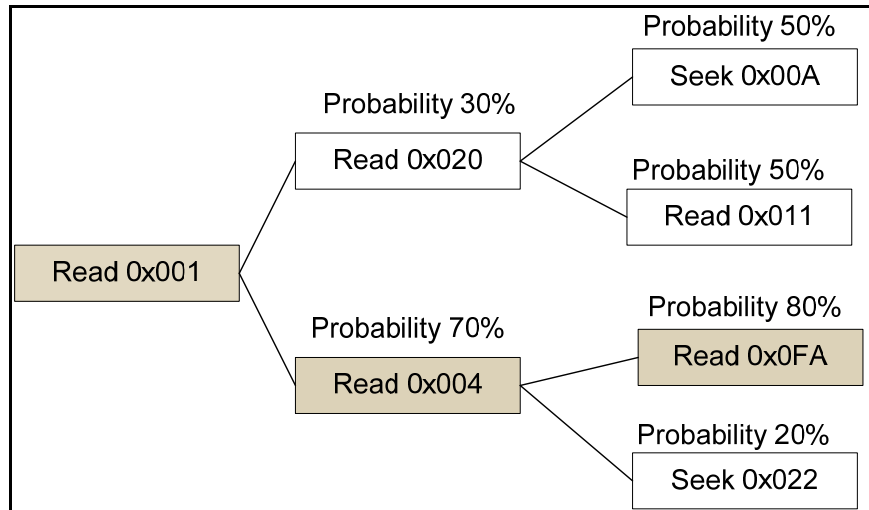 Probability 50%
Seek 0x00A
Probability 30%
Read 0x020
Probability 50%
Read 0x011
Read 0x001
Probability 70%
Read 0x004
Probability 80%
Read 0x0FA
Probability 20%
Seek 0x022